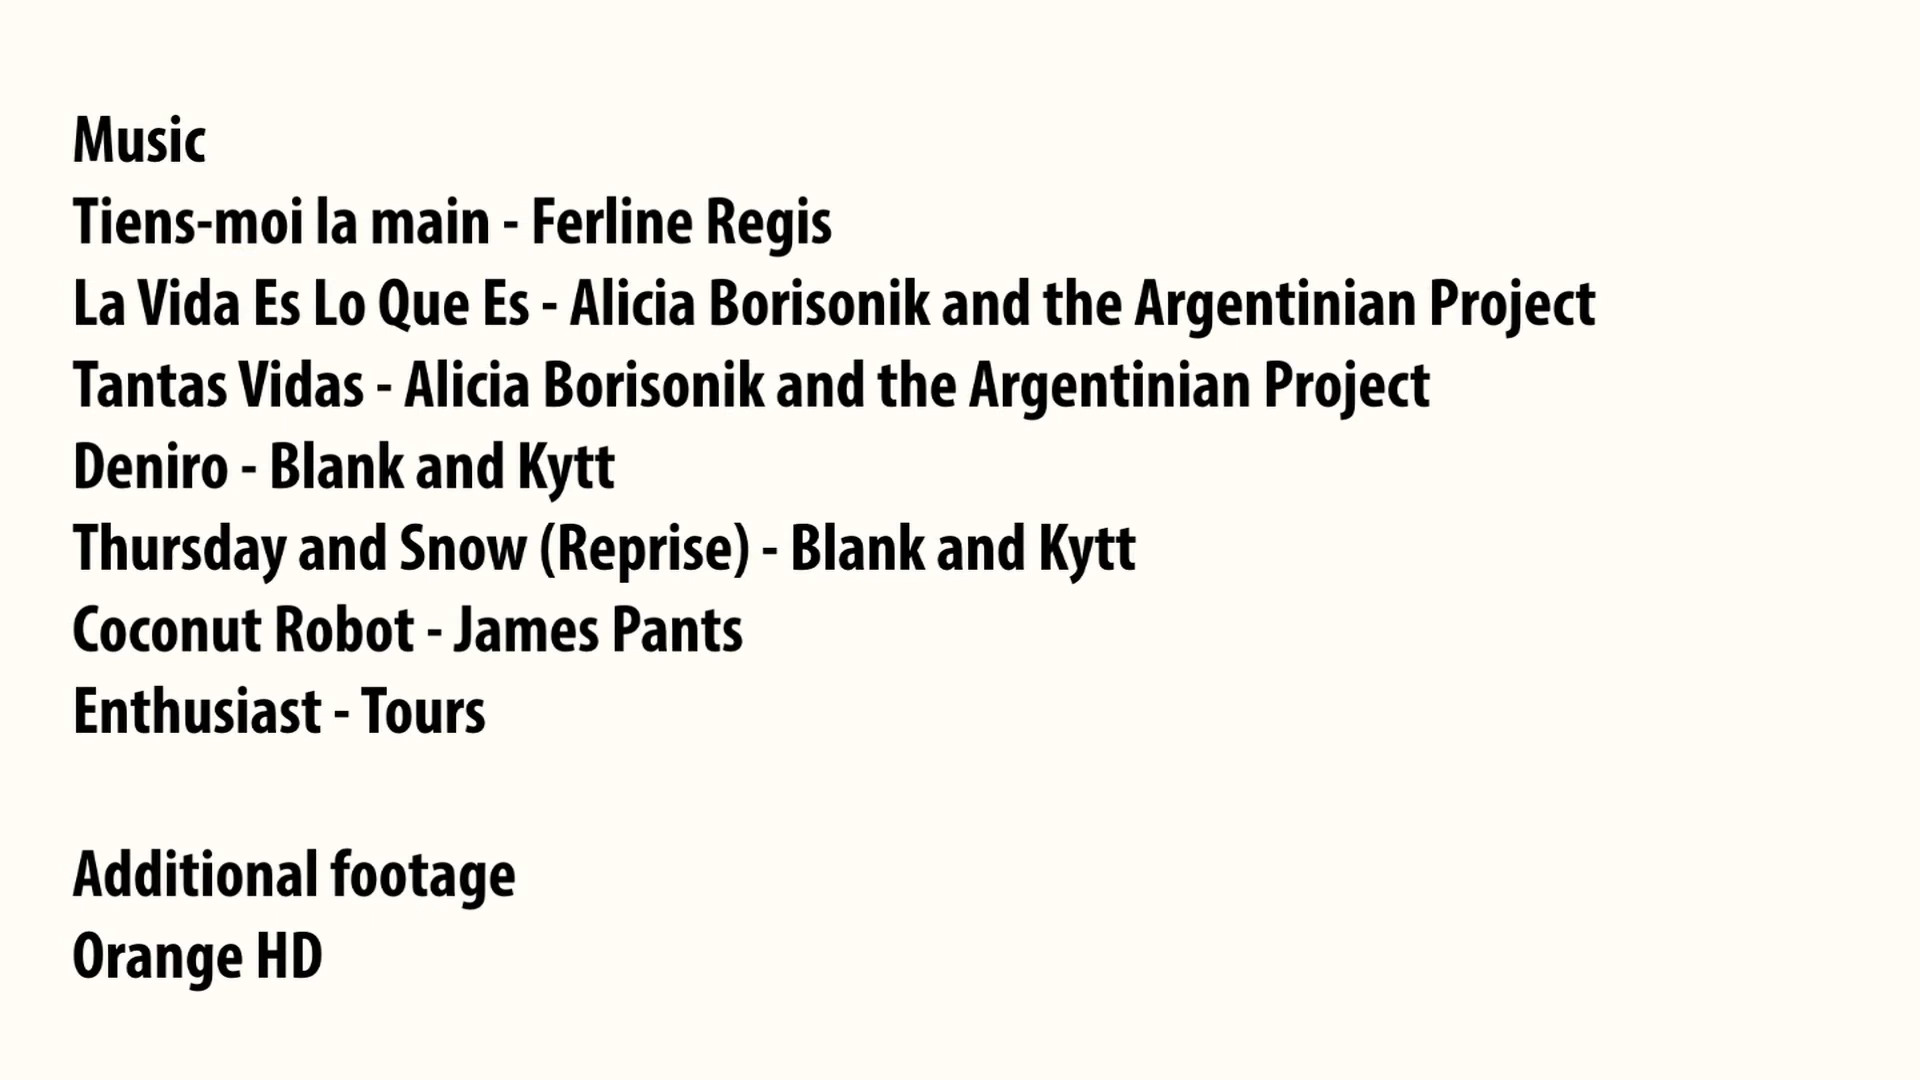 Music
Tiens-moi la main - Ferline Regis
La Vida Es Lo Que Es - Alicia Borisonik and the Argentinian Project
Tantas Vidas - Alicia Borisonik and the Argentinian Project
Deniro - Blank and Kytt
Thursday and Snow (Reprise) - Blank and Kytt
Coconut Robot - James Pants
Enthusiast - Tours
Additional footage
Orange HD